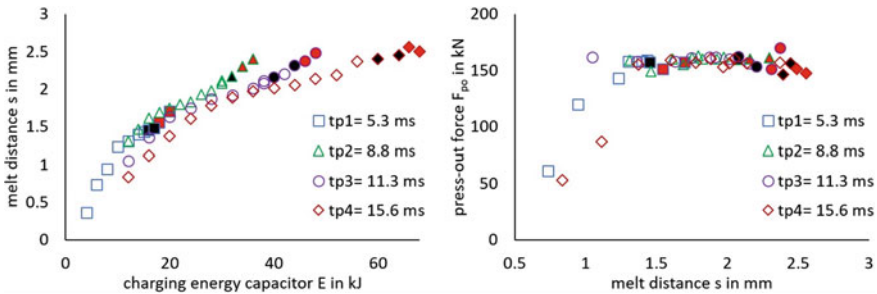 melt distance s in mm
3
2.5
2
1.5
1
0.5
0
0
20
40
60
charging energy capacitor E in kJ
tp1= 5.3 ms
tp2= 8.8 ms
tp3= 11.3 ms
tp4= 15.6 ms
press-out force Fpo in kN
200
150
100
50
0
0.5
1
1.5
2
2.5
3
melt distance s in mm
tp1= 5.3 ms
tp2= 8.8 ms
tp3= 11.3 ms
tp4= 15.6 ms